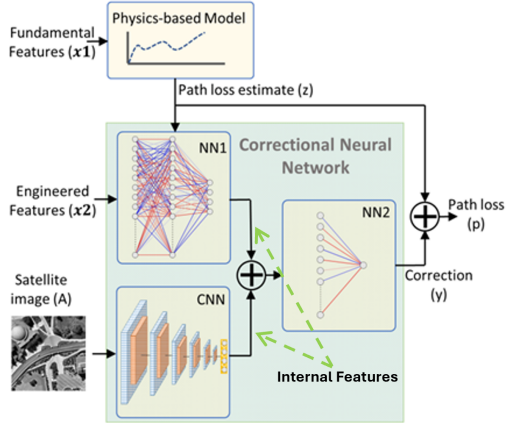 Physics-based Model
Fundamental
Features (x1)
Path loss estimate (z)
NN1
Correctional Neural
Network
Engineered
Features (x2)
NN2
Path loss
(p)
Satellite
image (A)
CNN
Correction
(y)
Internal Features